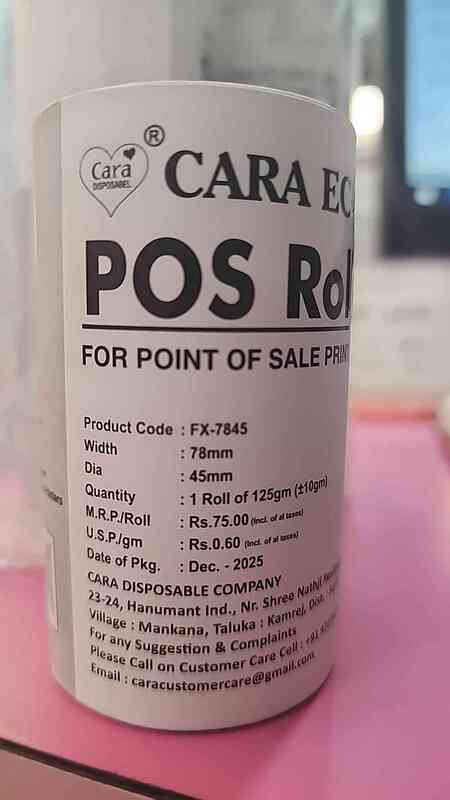 ®
Cara
DISPOSABEL
CARA EC
POS Rol
FOR POINT OF SALE PRIN
Product Code : FX-7845
Width : 78mm
Dia : 45mm
Quantity : 1 Roll of 125gm (±10gm)
M.R.P./Roll : Rs.75.00 (Incl. of al taxes)
U.S.P./gm : Rs.0.60 (Incl. of al taxes)
Date of Pkg. : Dec. - 2025
CARA DISPOSABLE COMPANY
23-24, Hanumant Ind., Nr. Shree Nathji
Village : Mankana, Taluka : Kamrej, Dist. :
For any Suggestion & Complaints
Please Call on Customer Care Cell : +91
Email : caracustomercare@gmail.com